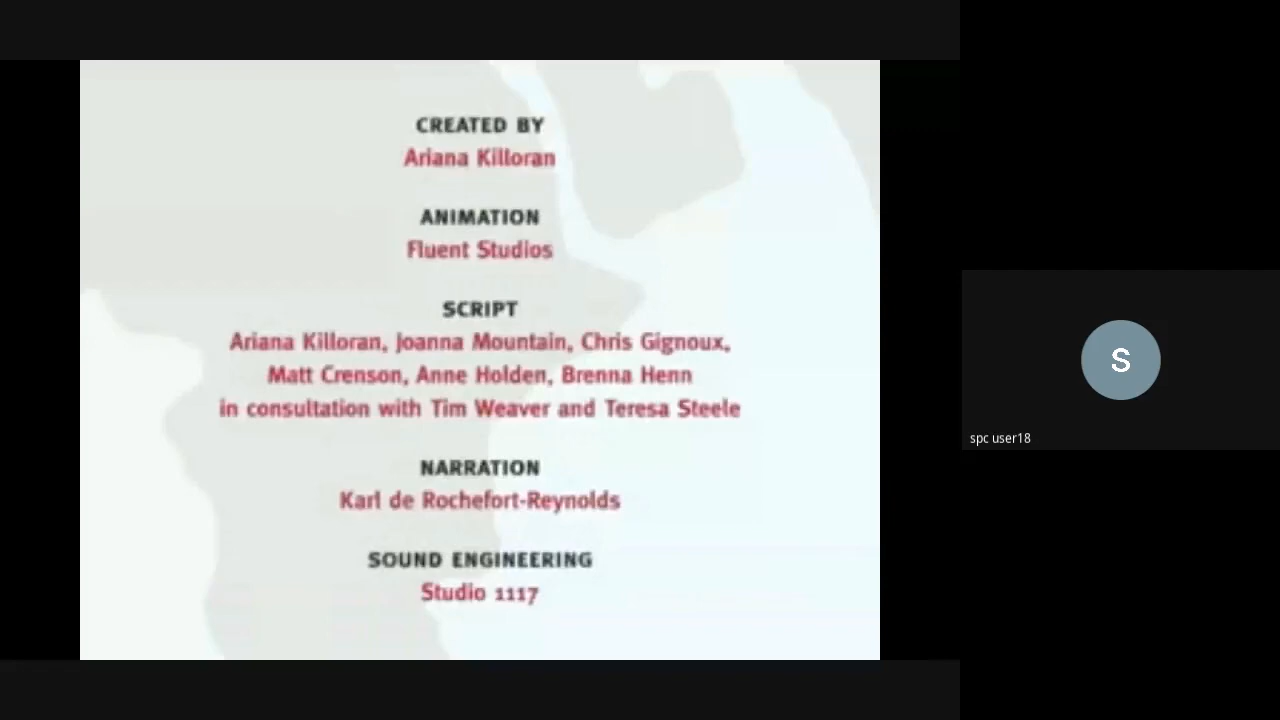 CREATED BY
Ariana Killoran
ANIMATION
Fluent Studios
SCRIPT
Ariana Killoran, Joanna Mountain, Chris Gignoux,
Matt Crenson, Anne Holden, Brenna Henn
in consultation with Tim Weaver and Teresa Steele
NARRATION
Karl de Rochefort-Reynolds
SOUND ENGINEERING
Studio 1117
S
spc user18